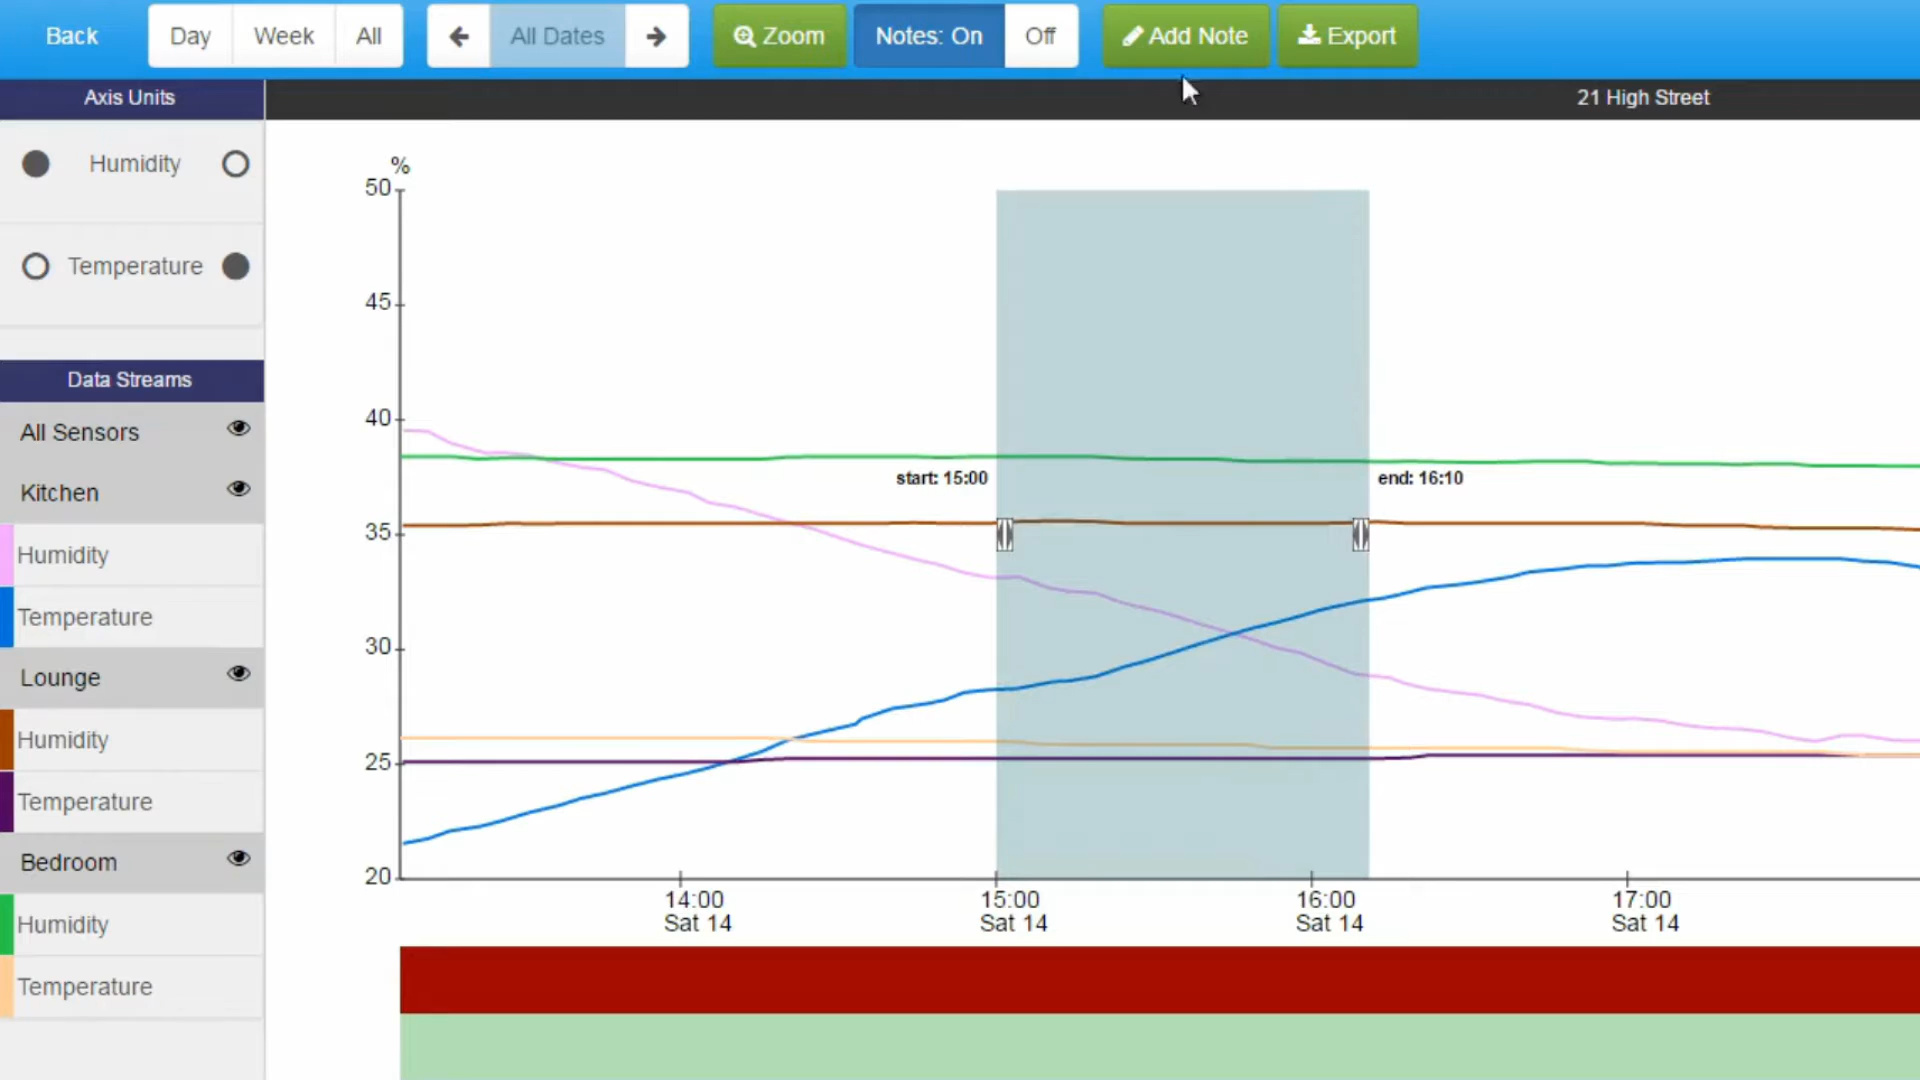 Back Day Week All All Dates Zoom Notes: On Off Add Note Export
Axis Units
21 High Street
Humidity
Temperature
Data Streams
All Sensors
Kitchen
Humidity
Temperature
Lounge
Humidity
Temperature
Bedroom
Humidity
Temperature
%
50
45
40
35
30
25
20
start: 15:00 end: 16:10
14:00 15:00 16:00 17:00
Sat 14 Sat 14 Sat 14 Sat 14